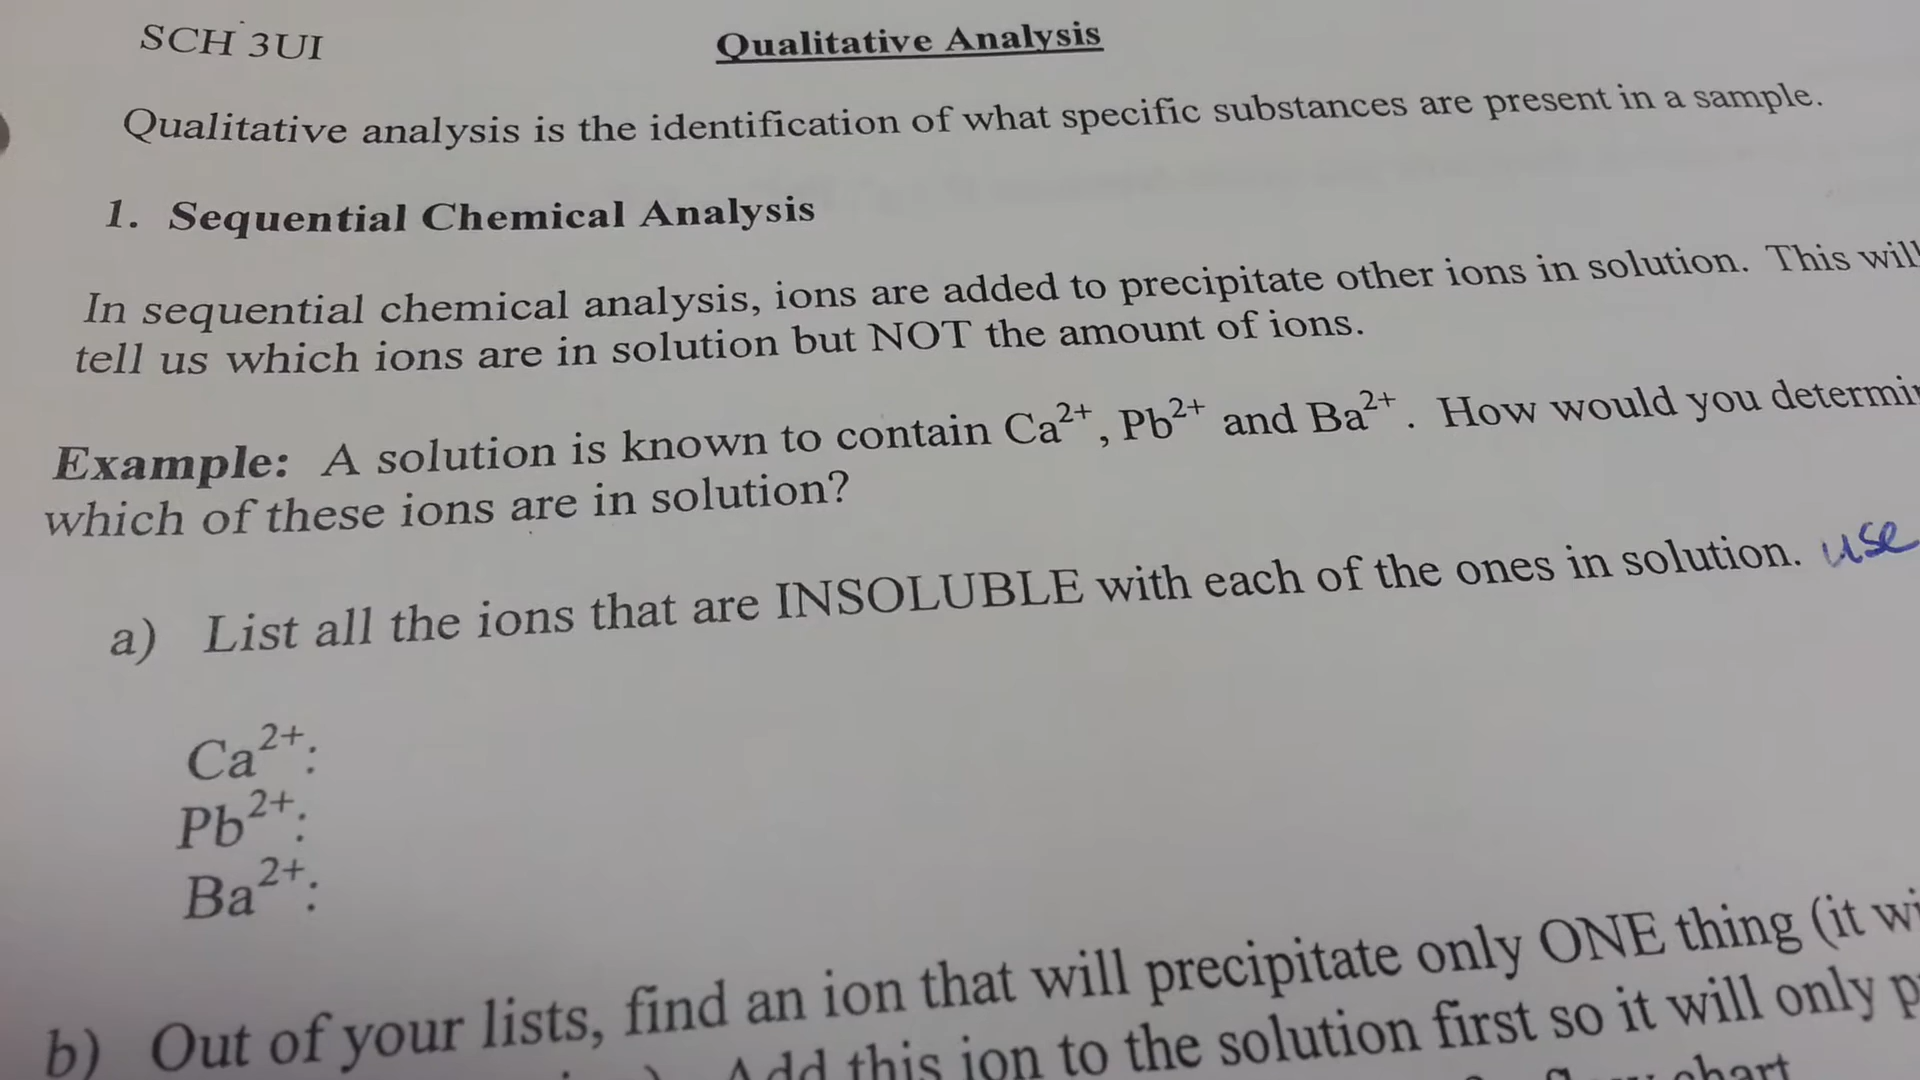 SCH 3UI
Qualitative Analysis
Qualitative analysis is the identification of what specific substances are present in a sample.
1. Sequential Chemical Analysis
In sequential chemical analysis, ions are added to precipitate other ions in solution. This will
tell us which ions are in solution but NOT the amount of ions.
Example: A solution is known to contain Ca²⁺, Pb²⁺ and Ba²⁺. How would you
which of these ions are in solution?
a) List all the ions that are INSOLUBLE with each of the ones in solution. use
Ca²⁺:
Pb²⁺:
Ba²⁺:
b) Out of your lists, find an ion that will precipitate only ONE thing (it
Add this ion to the solution first so it will only
chart